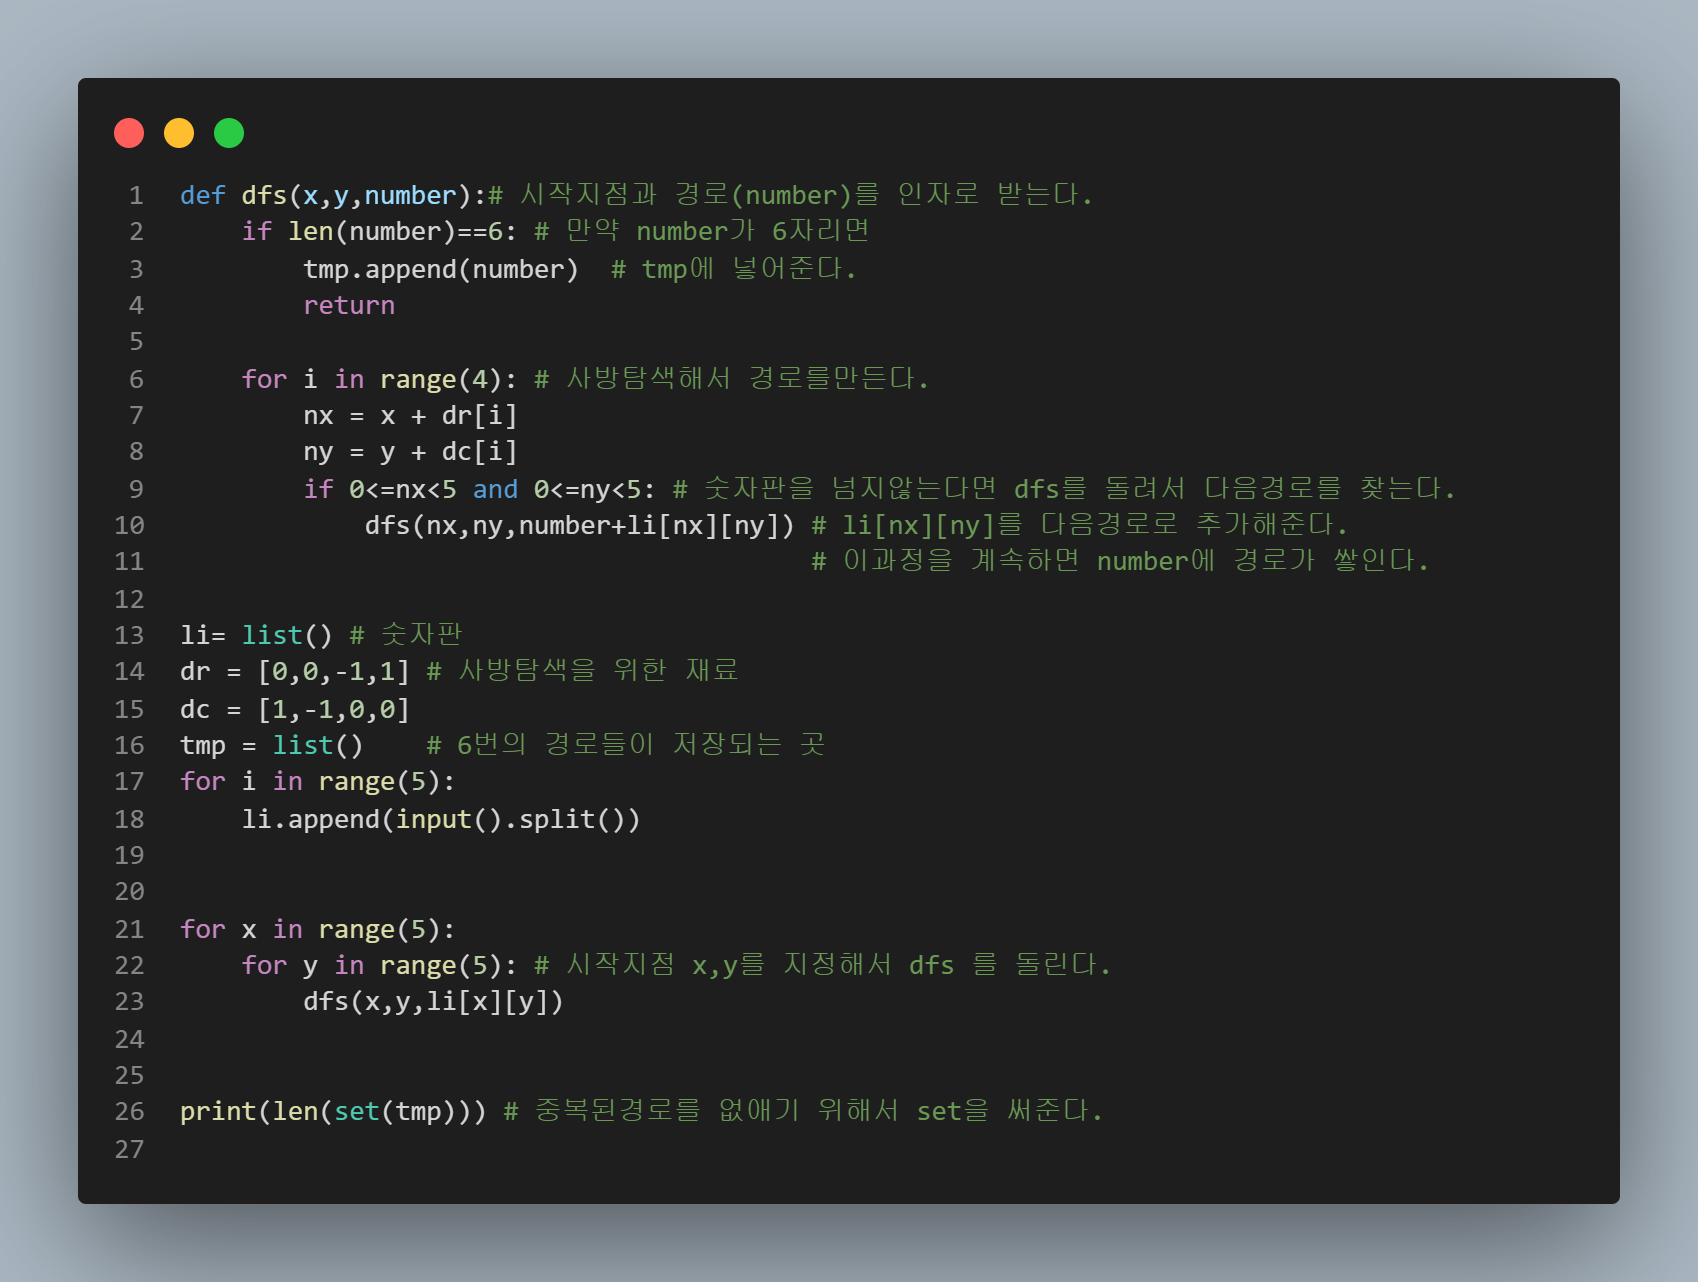 1 def dfs(x,y,number):# 시작지점과 경로(number)를 인자로 받는다.
2     if len(number)==6: # 만약 number가 6자리면
3         tmp.append(number)  # tmp에 넣어준다.
4         return
5
6     for i in range(4): # 사방탐색해서 경로를만든다.
7         nx = x + dr[i]
8         ny = y + dc[i]
9         if 0<=nx<5 and 0<=ny<5: # 숫자판을 넘지않는다면 dfs를 돌려서 다음경로를 찾는다.
10             dfs(nx,ny,number+li[nx][ny]) # li[nx][ny]를 다음경로로 추가해준다.
11                                          # 이과정을 계속하면 number에 경로가 쌓인다.
12
13 li= list() # 숫자판
14 dr = [0,0,-1,1] # 사방탐색을 위한 재료
15 dc = [1,-1,0,0]
16 tmp = list()    # 6번의 경로들이 저장되는 곳
17 for i in range(5):
18     li.append(input().split())
19
20
21 for x in range(5):
22     for y in range(5): # 시작지점 x,y를 지정해서 dfs 를 돌린다.
23         dfs(x,y,li[x][y])
24
25
26 print(len(set(tmp))) # 중복된경로를 없애기 위해서 set을 써준다.
27